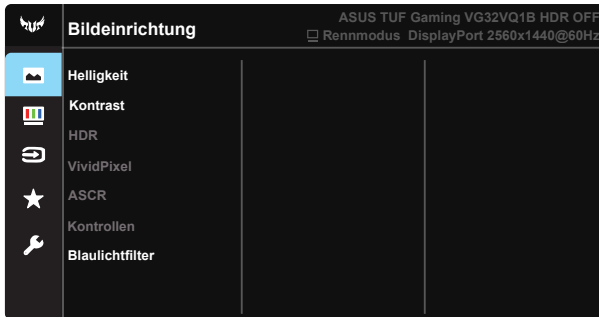 Bildeinrichtung
ASUS TUF Gaming VG32VQ1B HDR OFF
Rennmodus DisplayPort 2560x1440@60Hz
Helligkeit
Kontrast
HDR
VividPixel
ASCR
Kontrollen
Blaulichtfilter